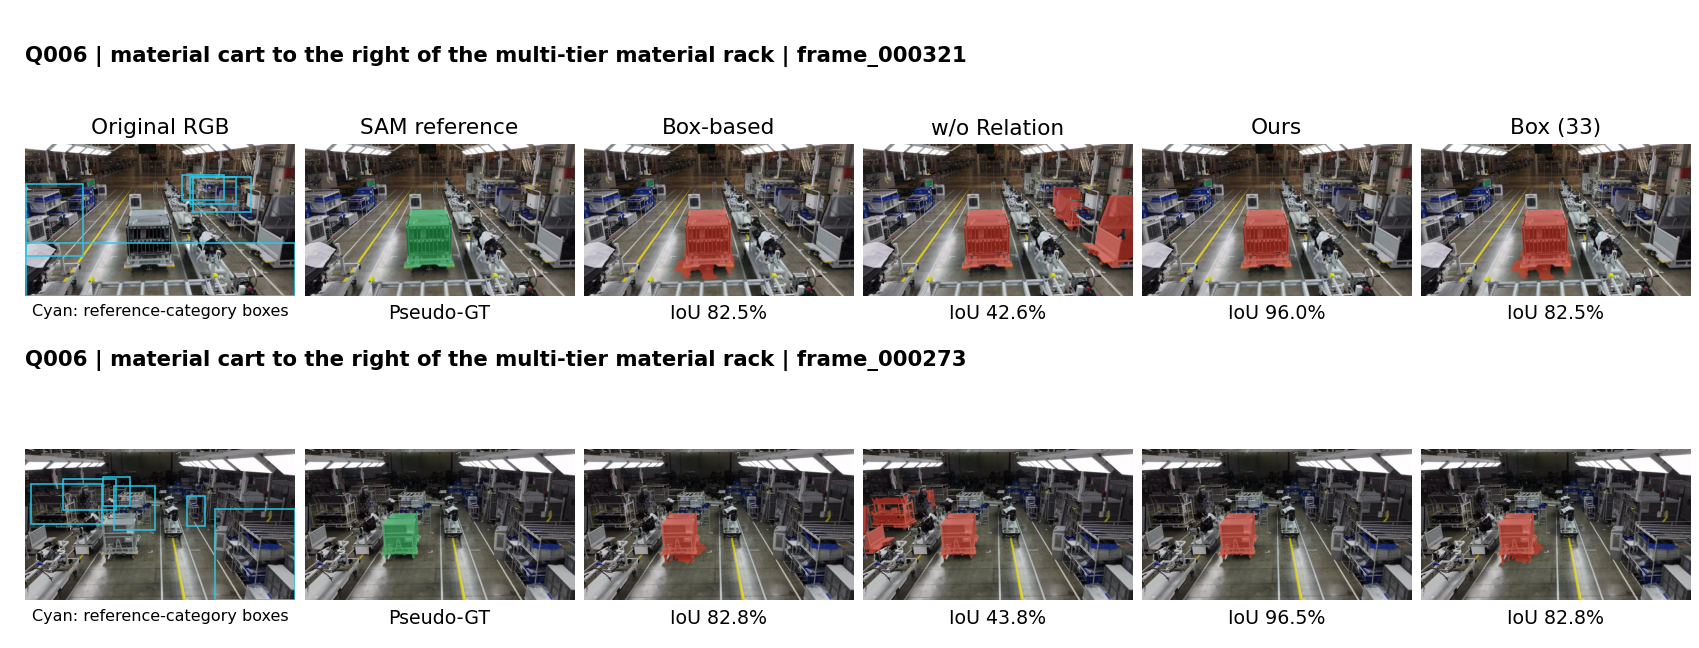 Q006 | material cart to the right of the multi-tier material rack | frame_000321
Original RGB SAM reference Box-based w/o Relation Ours Box (33)
Cyan: reference-category boxes Pseudo-GT IoU 82.5% IoU 42.6% IoU 96.0% IoU 82.5%
Q006 | material cart to the right of the multi-tier material rack | frame_000273
Cyan: reference-category boxes Pseudo-GT IoU 82.8% IoU 43.8% IoU 96.5% IoU 82.8%